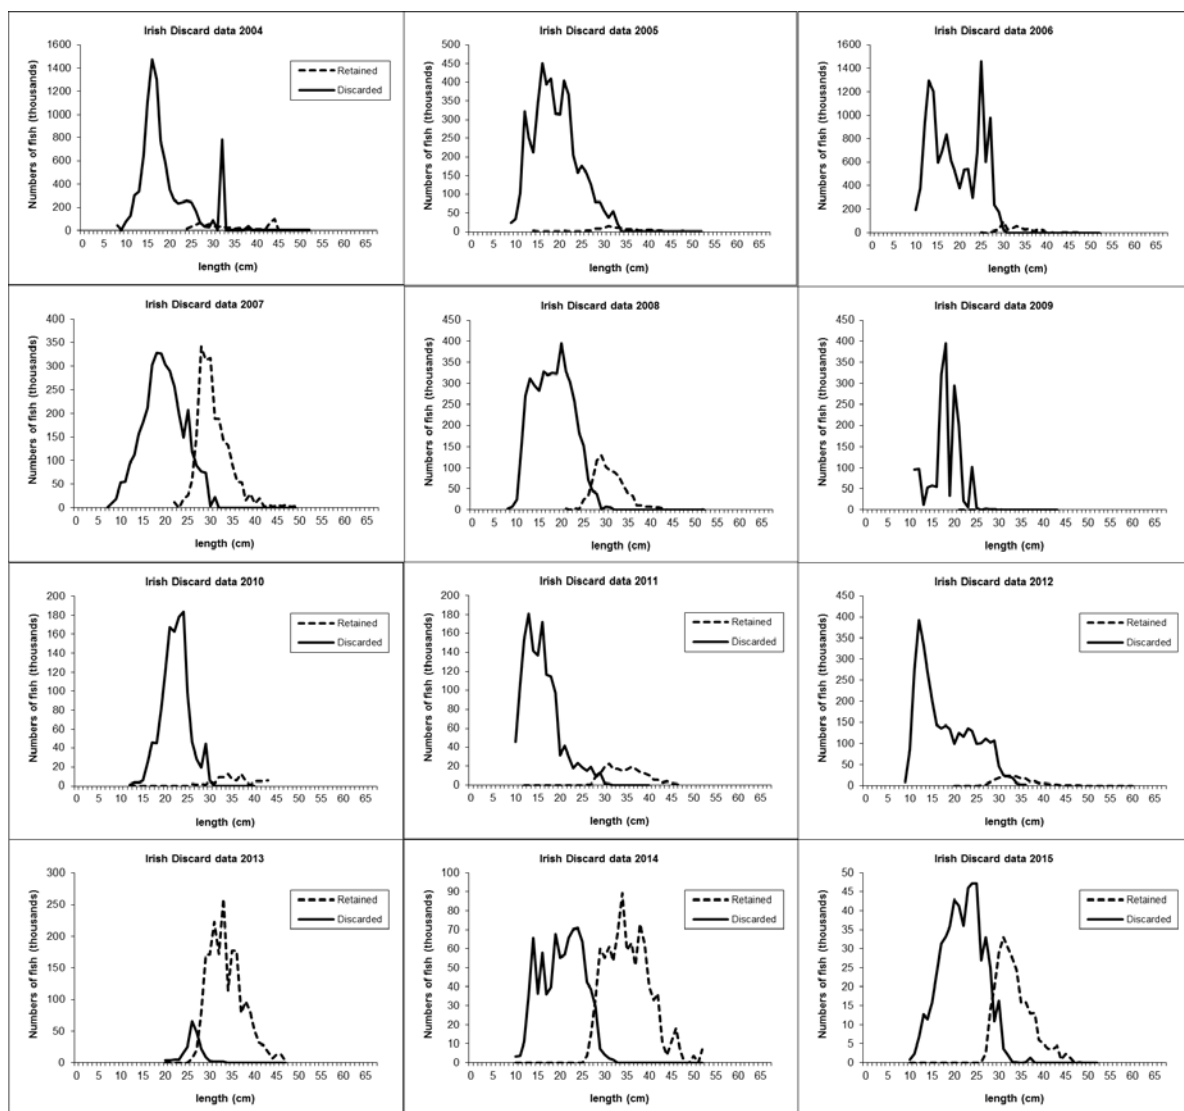 Irish Discard data 2004
Numbers of fish (thousands)
1600
1400
1200
1000
800
600
400
200
0
Retained
Discarded
0 5 10 15 20 25 30 35 40 45 50 55 60 65
length (cm)
Irish Discard data 2005
Numbers of fish (thousands)
500
450
400
350
300
250
200
150
100
50
0
0 5 10 15 20 25 30 35 40 45 50 55 60 65
length (cm)
Irish Discard data 2006
Numbers of fish (thousands)
1600
1400
1200
1000
800
600
400
200
0
0 5 10 15 20 25 30 35 40 45 50 55 60 65
length (cm)
Irish Discard data 2007
Numbers of fish (thousands)
400
350
300
250
200
150
100
50
0
0 5 10 15 20 25 30 35 40 45 50 55 60 65
length (cm)
Irish Discard data 2008
Numbers of fish (thousands)
450
400
350
300
250
200
150
100
50
0
0 5 10 15 20 25 30 35 40 45 50 55 60 65
length (cm)
Irish Discard data 2009
Numbers of fish (thousands)
450
400
350
300
250
200
150
100
50
0
0 5 10 15 20 25 30 35 40 45 50 55 60 65
length (cm)
Irish Discard data 2010
Numbers of fish (thousands)
200
180
160
140
120
100
80
60
40
20
0
Retained
Discarded
0 5 10 15 20 25 30 35 40 45 50 55 60 65
length (cm)
Irish Discard data 2011
Numbers of fish (thousands)
200
180
160
140
120
100
80
60
40
20
0
Retained
Discarded
0 5 10 15 20 25 30 35 40 45 50 55 60 65
length (cm)
Irish Discard data 2012
Numbers of fish (thousands)
450
400
350
300
250
200
150
100
50
0
Retained
Discarded
0 5 10 15 20 25 30 35 40 45 50 55 60 65
length (cm)
Irish Discard data 2013
Numbers of fish (thousands)
300
250
200
150
100
50
0
Retained
Discarded
0 5 10 15 20 25 30 35 40 45 50 55 60 65
length (cm)
Irish Discard data 2014
Numbers of fish (thousands)
100
90
80
70
60
50
40
30
20
10
0
Retained
Discarded
0 5 10 15 20 25 30 35 40 45 50 55 60 65
length (cm)
Irish Discard data 2015
Numbers of fish (thousands)
50
45
40
35
30
25
20
15
10
5
0
Retained
Discarded
0 5 10 15 20 25 30 35 40 45 50 55 60 65
length (cm)